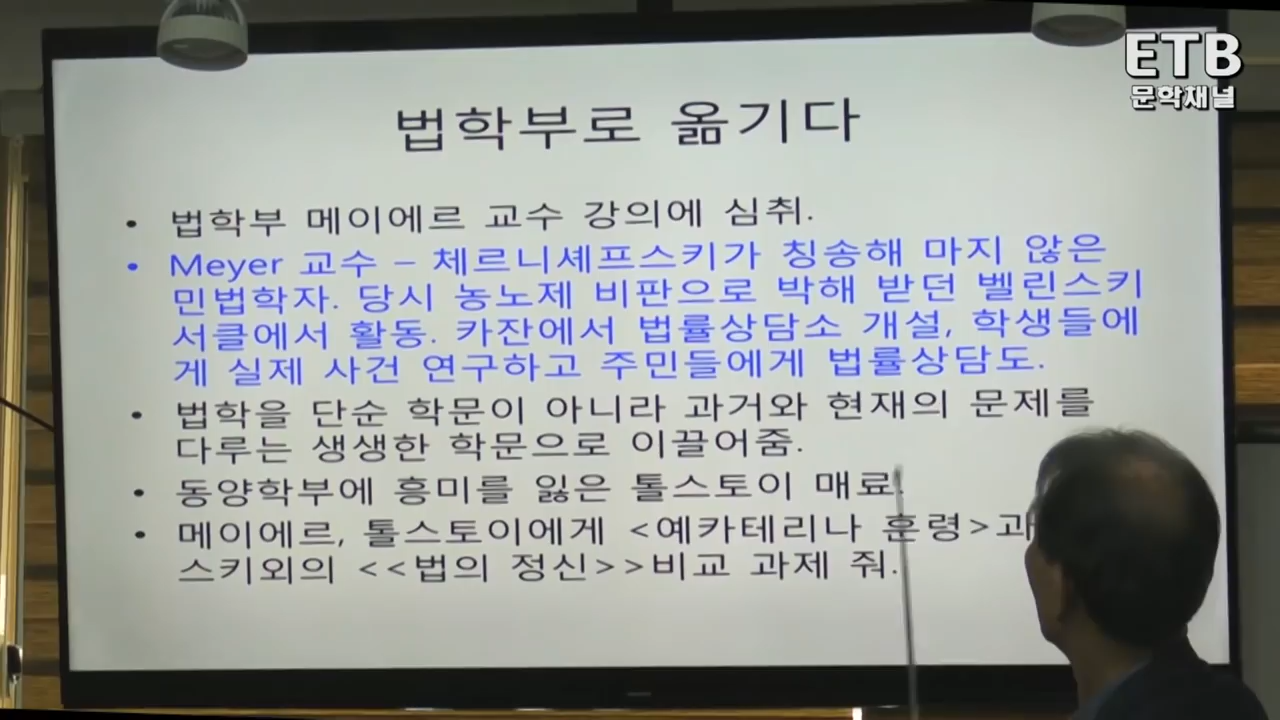 ETB
문학채널
법학부로 옮기다
• 법학부 메이에르 교수 강의에 심취.
• Meyer 교수 – 체르니셰프스키가 칭송해 마지 않은
민법학자. 당시 농노제 비판으로 박해 받던 벨린스키
서클에서 활동. 카잔에서 법률상담소 개설, 학생들에
게 실제 사건 연구하고 주민들에게 법률상담도.
• 법학을 단순 학문이 아니라 과거와 현재의 문제를
다루는 생생한 학문으로 이끌어줌.
• 동양학부에 흥미를 잃은 톨스토이 매료.
• 메이에르, 톨스토이에게 <예카테리나 훈령>과
스키외의 <<법의 정신>>비교 과제 줘.